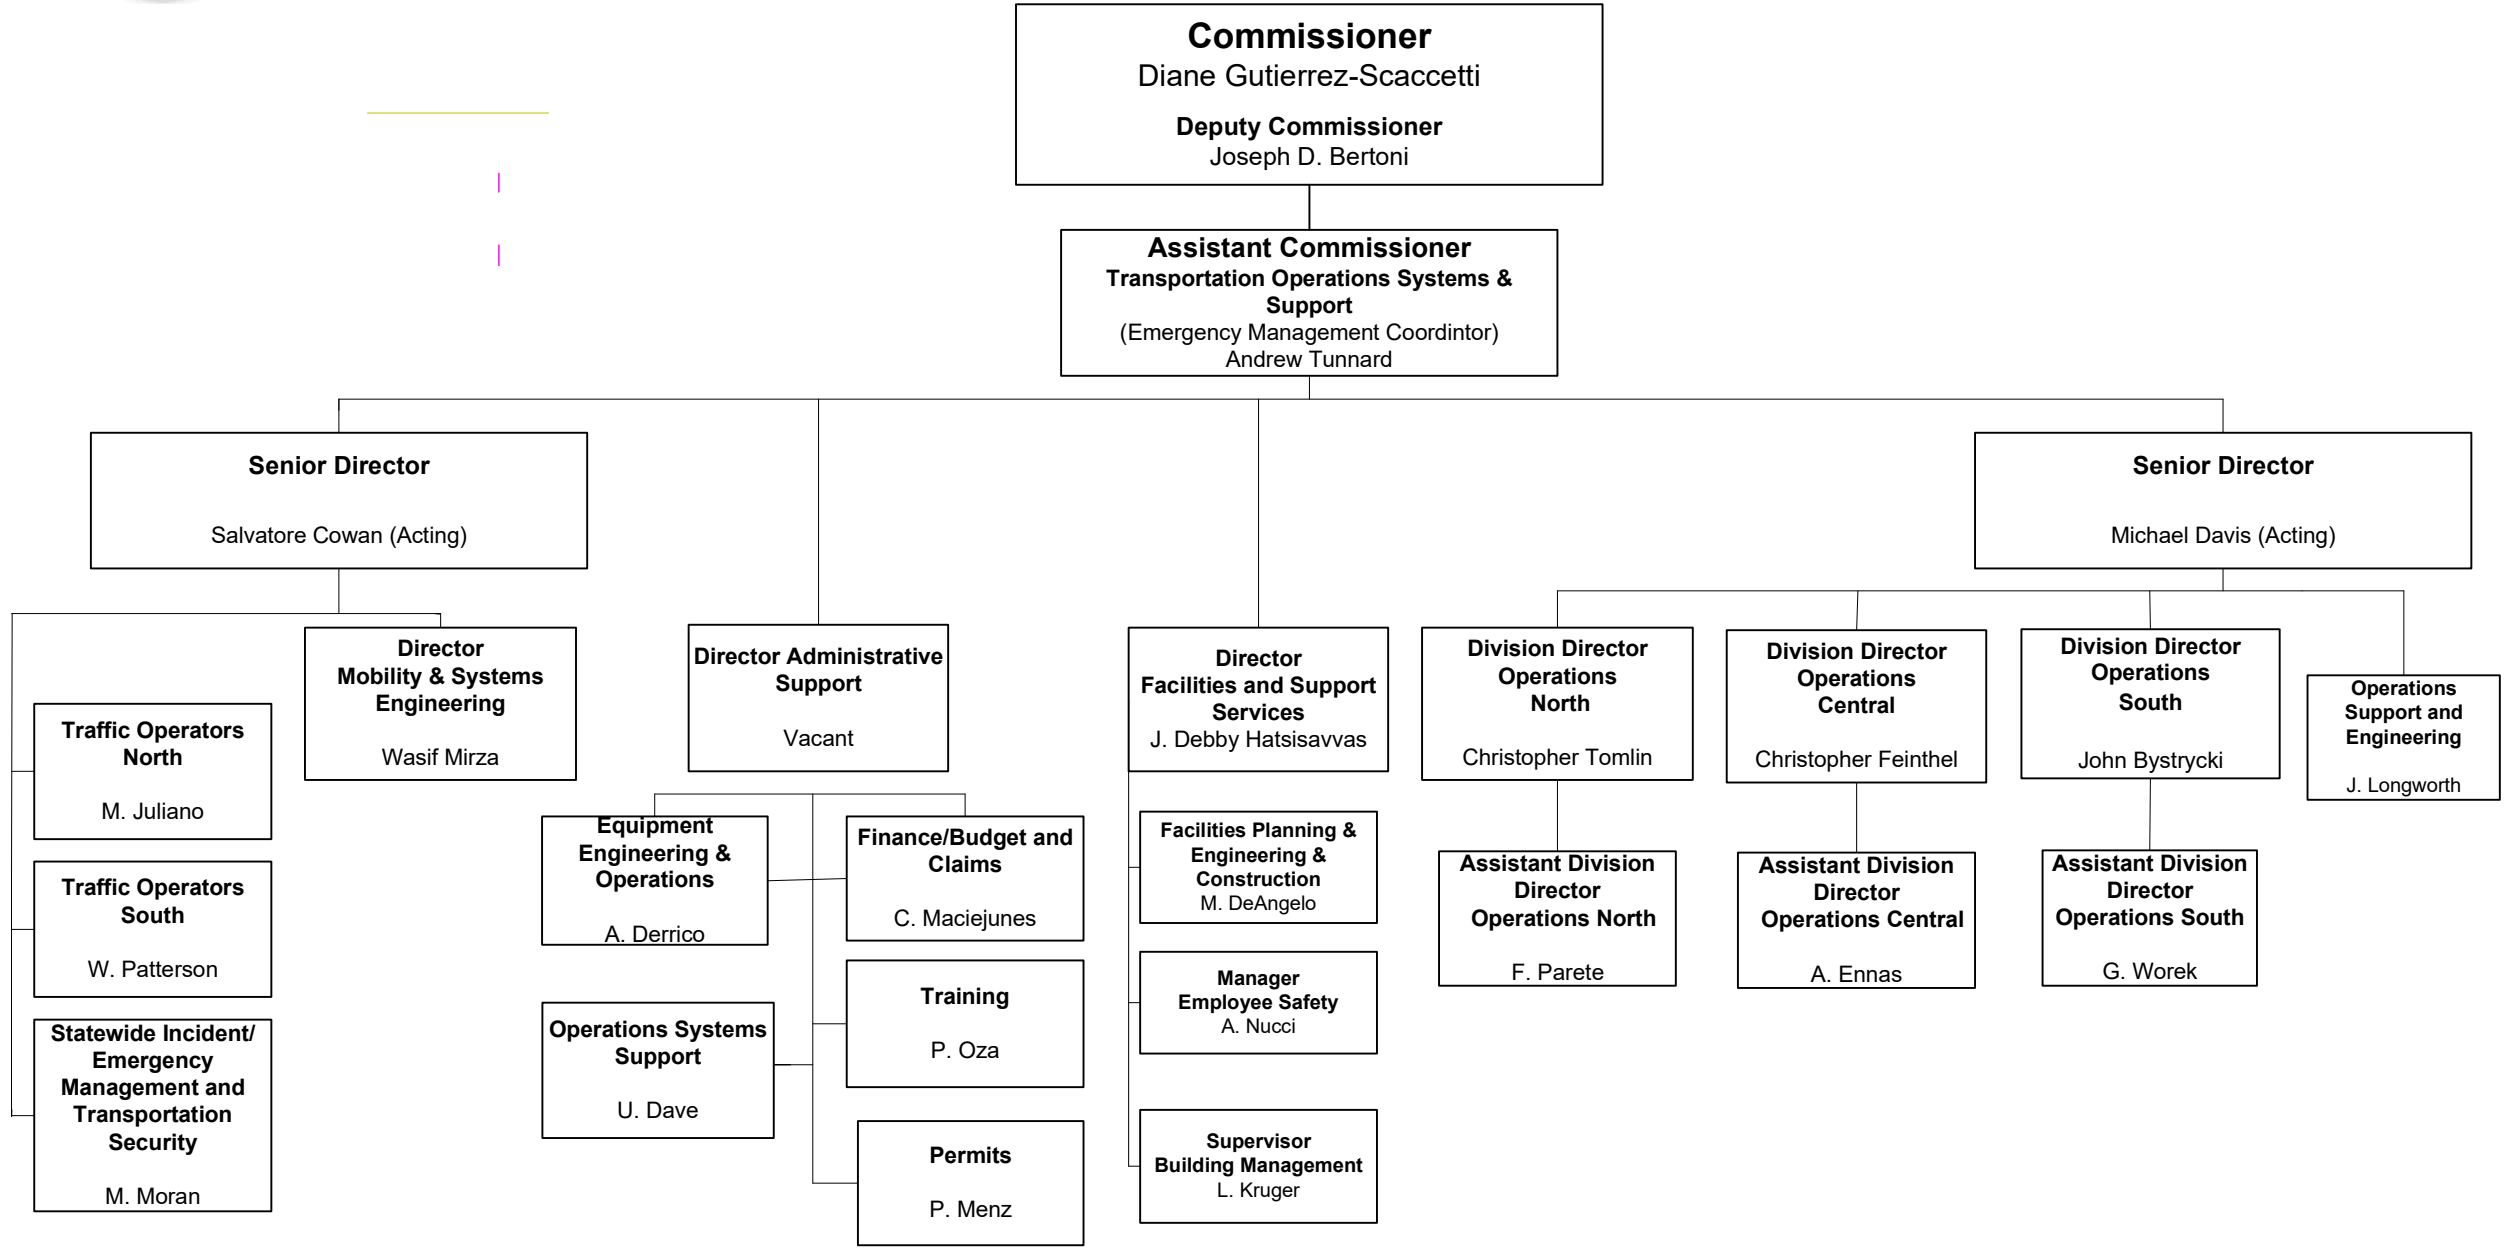 Commissioner
Diane Gutierrez-Scaccetti
Deputy Commissioner
Joseph D. Bertoni
Assistant Commissioner
Transportation Operations Systems &
Support
(Emergency Management Coordintor)
Andrew Tunnard
Senior Director
Salvatore Cowan (Acting)
Senior Director
Michael Davis (Acting)
Director
Mobility & Systems
Engineering
Wasif Mirza
Traffic Operators
North
M. Juliano
Traffic Operators
South
W. Patterson
Statewide Incident/
Emergency
Management and
Transportation
Security
M. Moran
Director Administrative
Support
Vacant
Equipment
Engineering &
Operations
A. Derrico
Finance/Budget and
Claims
C. Maciejunes
Operations Systems
Support
U. Dave
Training
P. Oza
Permits
P. Menz
Director
Facilities and Support
Services
J. Debby Hatsisavvas
Facilities Planning &
Engineering &
Construction
M. DeAngelo
Manager
Employee Safety
A. Nucci
Supervisor
Building Management
L. Kruger
Division Director
Operations
North
Christopher Tomlin
Assistant Division
Director
Operations North
F. Parete
Division Director
Operations
Central
Christopher Feinthel
Assistant Division
Director
Operations Central
A. Ennas
Division Director
Operations
South
John Bystrycki
Assistant Division
Director
Operations South
G. Worek
Operations
Support and
Engineering
J. Longworth